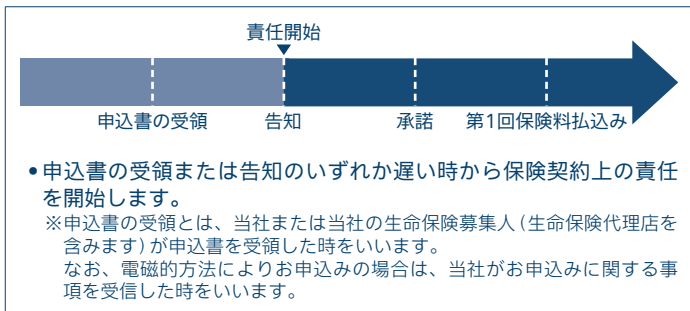 責任開始
申込書の受領 告知 承諾 第1回保険料払込み
•申込書の受領または告知のいずれか遅い時から保険契約上の責任
を開始します。
※申込書の受領とは、当社または当社の生命保険募集人(生命保険代理店を
含みます)が申込書を受領した時をいいます。
なお、電磁的方法によりお申込みの場合は、当社がお申込みに関する事
項を受信した時をいいます。